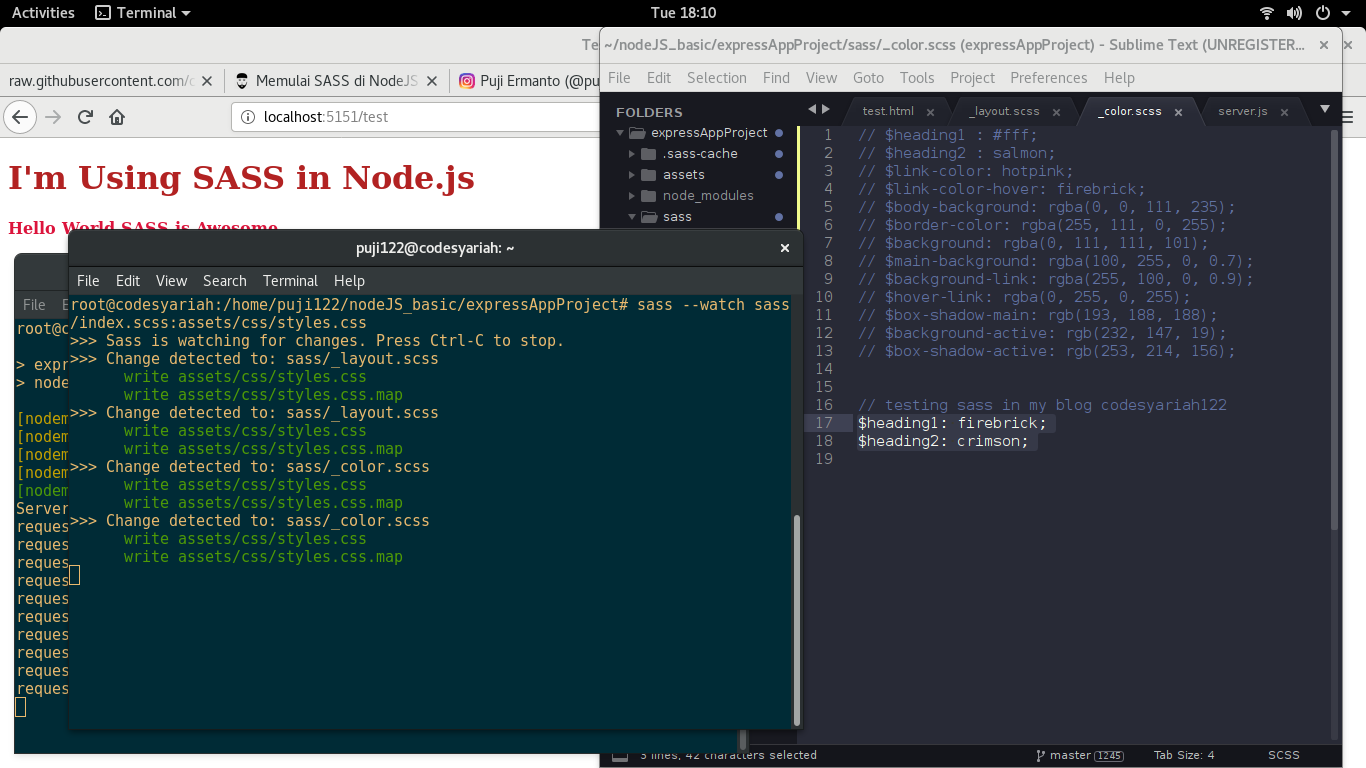 Activities Terminal Tue 18:10
Te ~/nodeJS_basic/expressAppProject/sass/_color.scss (expressAppProject) - Sublime Text (UNREGISTER...
raw.githubusercontent.com/c Memulai SASS di NodeJS Puji Ermanto (@pu
localhost:5151/test
I'm Using SASS in Node.js
Hello World SASS is Awesome
File Edit Selection Find View Goto Tools Project Preferences Help
FOLDERS
expressAppProject
.sass-cache
assets
node_modules
sass
test.html _layout.scss _color.scss server.js
1 // $heading1 : #fff;
2 // $heading2 : salmon;
3 // $link-color: hotpink;
4 // $link-color-hover: firebrick;
5 // $body-background: rgba(0, 0, 111, 235);
6 // $border-color: rgba(255, 111, 0, 255);
7 // $background: rgba(0, 111, 111, 101);
8 // $main-background: rgba(100, 255, 0, 0.7);
9 // $background-link: rgba(255, 100, 0, 0.9);
10 // $hover-link: rgba(0, 255, 0, 255);
11 // $box-shadow-main: rgb(193, 188, 188);
12 // $background-active: rgb(232, 147, 19);
13 // $box-shadow-active: rgb(253, 214, 156);
14
15
16 // testing sass in my blog codesyariah122
17 $heading1: firebrick;
18 $heading2: crimson;
19
puji122@codesyariah: ~
File Edit View Search Terminal Help
root@codesyariah:/home/puji122/nodeJS_basic/expressAppProject# sass --watch sass
/index.scss:assets/css/styles.css
>>> Sass is watching for changes. Press Ctrl-C to stop.
>>> Change detected to: sass/_layout.scss
write assets/css/styles.css
write assets/css/styles.css.map
>>> Change detected to: sass/_layout.scss
write assets/css/styles.css
write assets/css/styles.css.map
>>> Change detected to: sass/_color.scss
write assets/css/styles.css
write assets/css/styles.css.map
>>> Change detected to: sass/_color.scss
write assets/css/styles.css
write assets/css/styles.css.map
File E
root@c
> expr
> node
[nodem
[nodem
[nodem
[nodem
[nodem
Server
reques
reques
reques
reques
reques
reques
reques
reques
reques
reques
3 lines, 42 characters selected master 1245 Tab Size: 4 SCSS